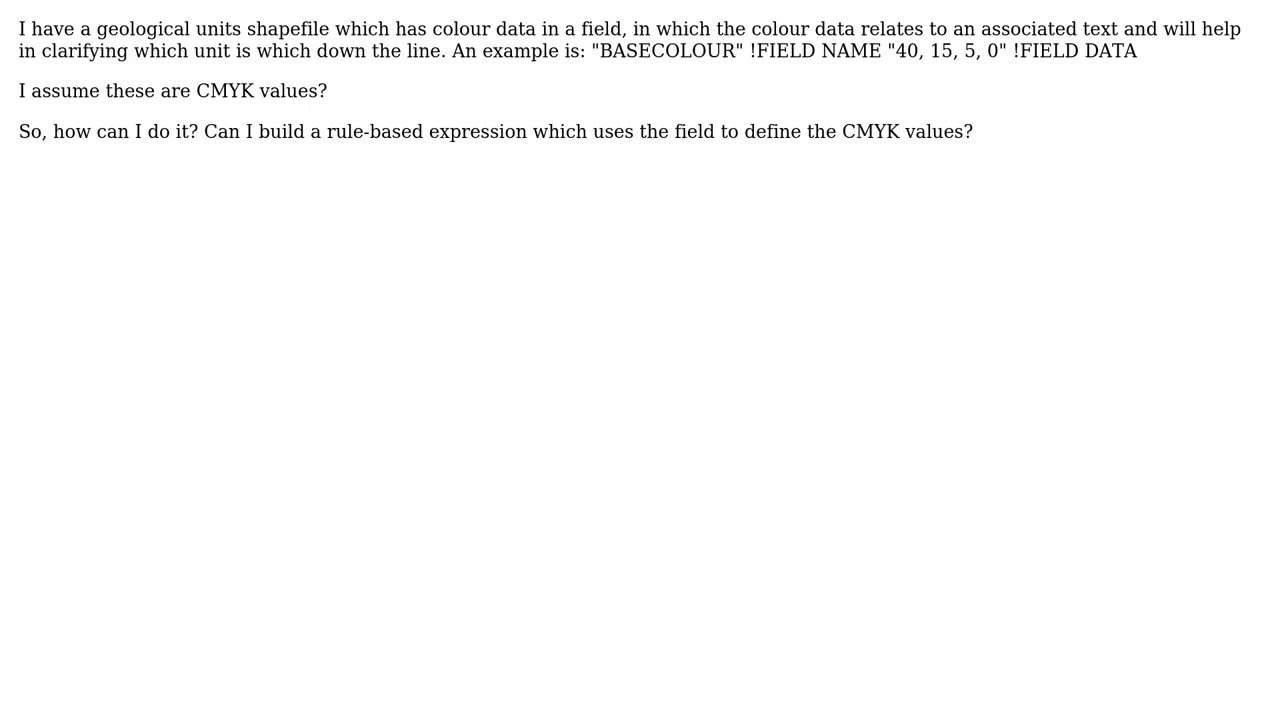 I have a geological units shapefile which has colour data in a field, in which the colour data relates to an associated text and will help
in clarifying which unit is which down the line. An example is: "BASECOLOUR" !FIELD NAME "40, 15, 5, 0" !FIELD DATA
I assume these are CMYK values?
So, how can I do it? Can I build a rule-based expression which uses the field to define the CMYK values?